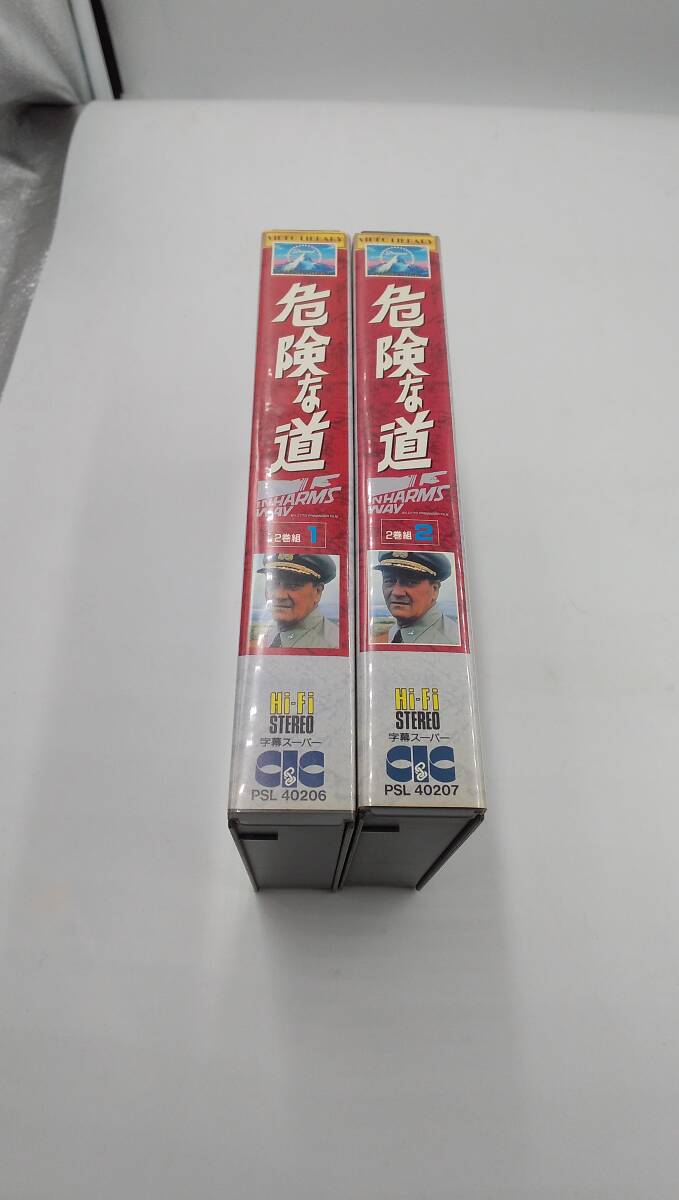 VIDEO LIBRARY
危険な道
IN HARM'S
WAY
2巻組 1
Hi-Fi
STEREO
字幕スーパー
CIC
PSL 40206
VIDEO LIBRARY
危険な道
IN HARM'S
WAY
2巻組 2
Hi-Fi
STEREO
字幕スーパー
CIC
PSL 40207